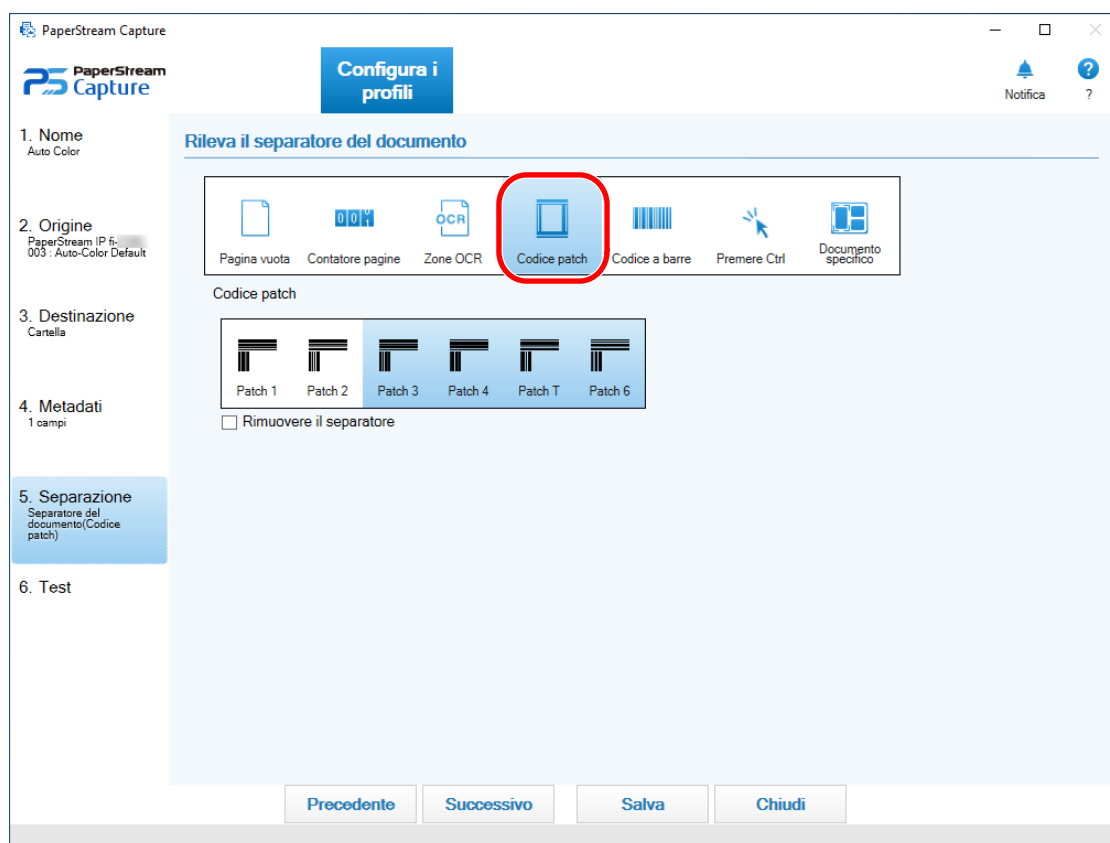 PaperStream Capture
PaperStream
Capture
Configura i
profili
Notifica
?
1. Nome
Auto Color
2. Origine
PaperStream IP fi-
003 : Auto-Color Default
3. Destinazione
Cartella
4. Metadati
1 campi
5. Separazione
Separatore del
documento(Codice
patch)
6. Test
Rileva il separatore del documento
Pagina vuota
Contatore pagine
OCR
Zone OCR
Codice patch
Codice a barre
Premere Ctrl
Documento
specifico
Codice patch
Patch 1
Patch 2
Patch 3
Patch 4
Patch T
Patch 6
Rimuovere il separatore
Precedente
Successivo
Salva
Chiudi